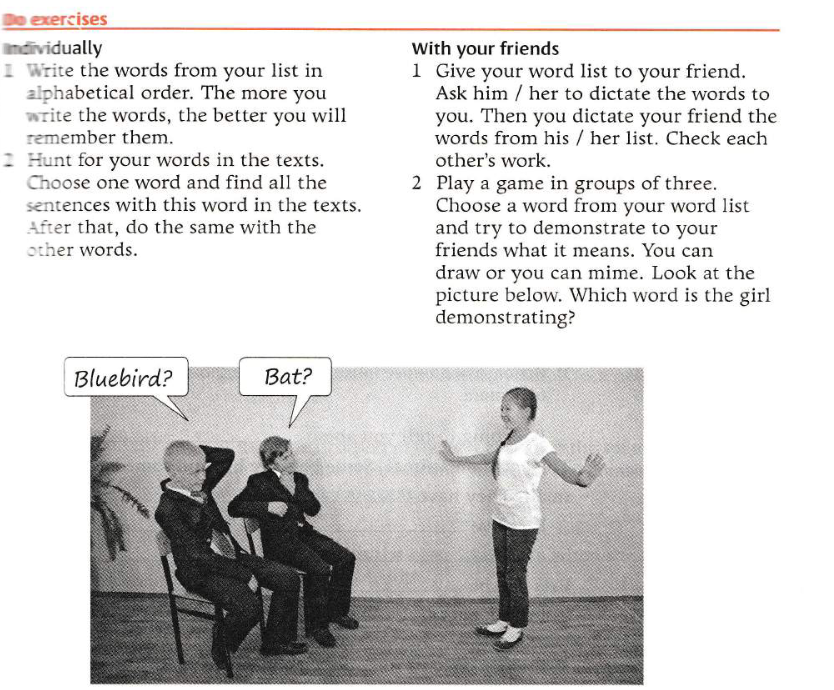 Do exercises
Individually
1 Write the words from your list in
alphabetical order. The more you
write the words, the better you will
remember them.
2 Hunt for your words in the texts.
Choose one word and find all the
sentences with this word in the texts.
After that, do the same with the
other words.
With your friends
1 Give your word list to your friend.
Ask him / her to dictate the words to
you. Then you dictate your friend the
words from his / her list. Check each
other's work.
2 Play a game in groups of three.
Choose a word from your word list
and try to demonstrate to your
friends what it means. You can
draw or you can mime. Look at the
picture below. Which word is the girl
demonstrating?
Bluebird?
Bat?